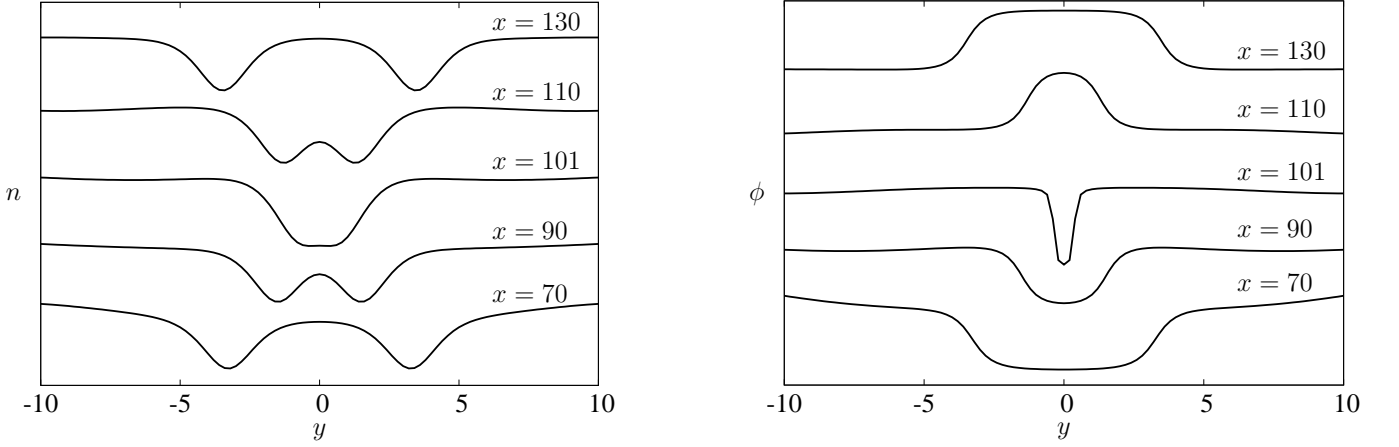 x = 130
x = 110
x = 101
n
x = 90
x = 70
-10 -5 0 5 10
y
x = 130
x = 110
x = 101
ϕ
x = 90
x = 70
-10 -5 0 5 10
y